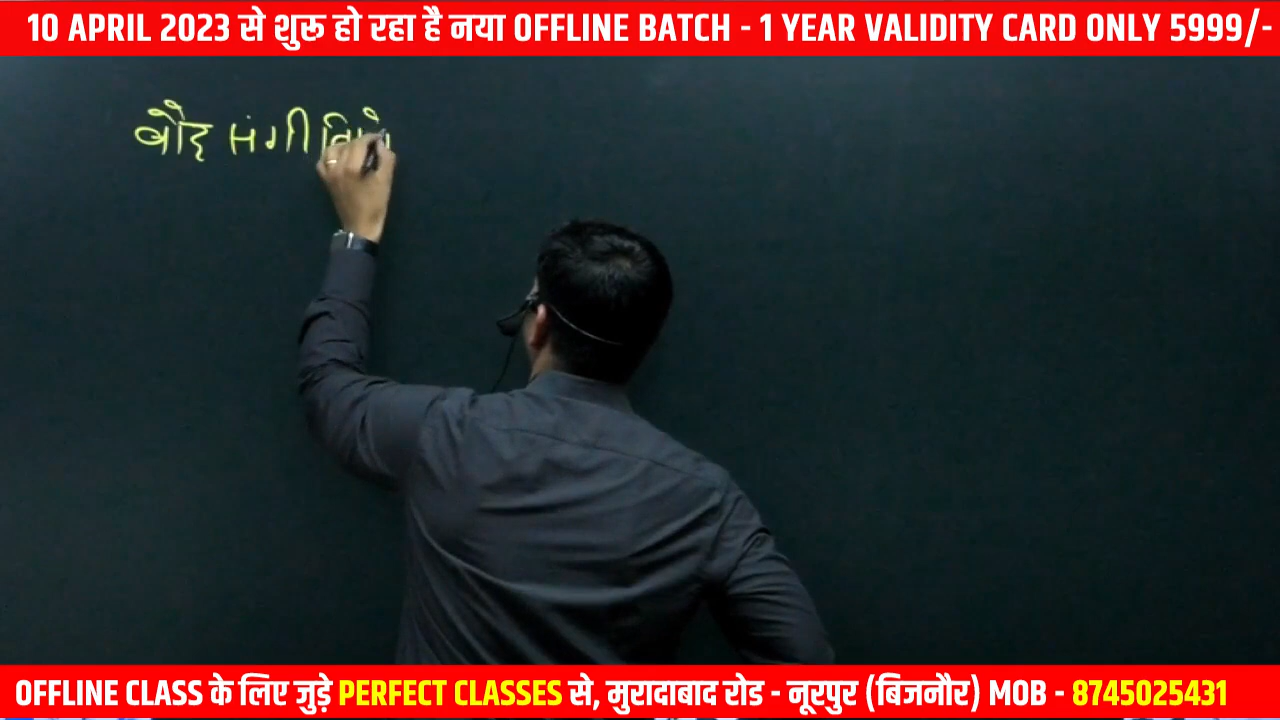 10 APRIL 2023 से शुरू हो रहा है नया OFFLINE BATCH - 1 YEAR VALIDITY CARD ONLY 5999/-
बौद्ध संगीतियो
OFFLINE CLASS के लिए जुड़े PERFECT CLASSES से, मुरादाबाद रोड - नूरपुर (बिजनौर) MOB - 8745025431